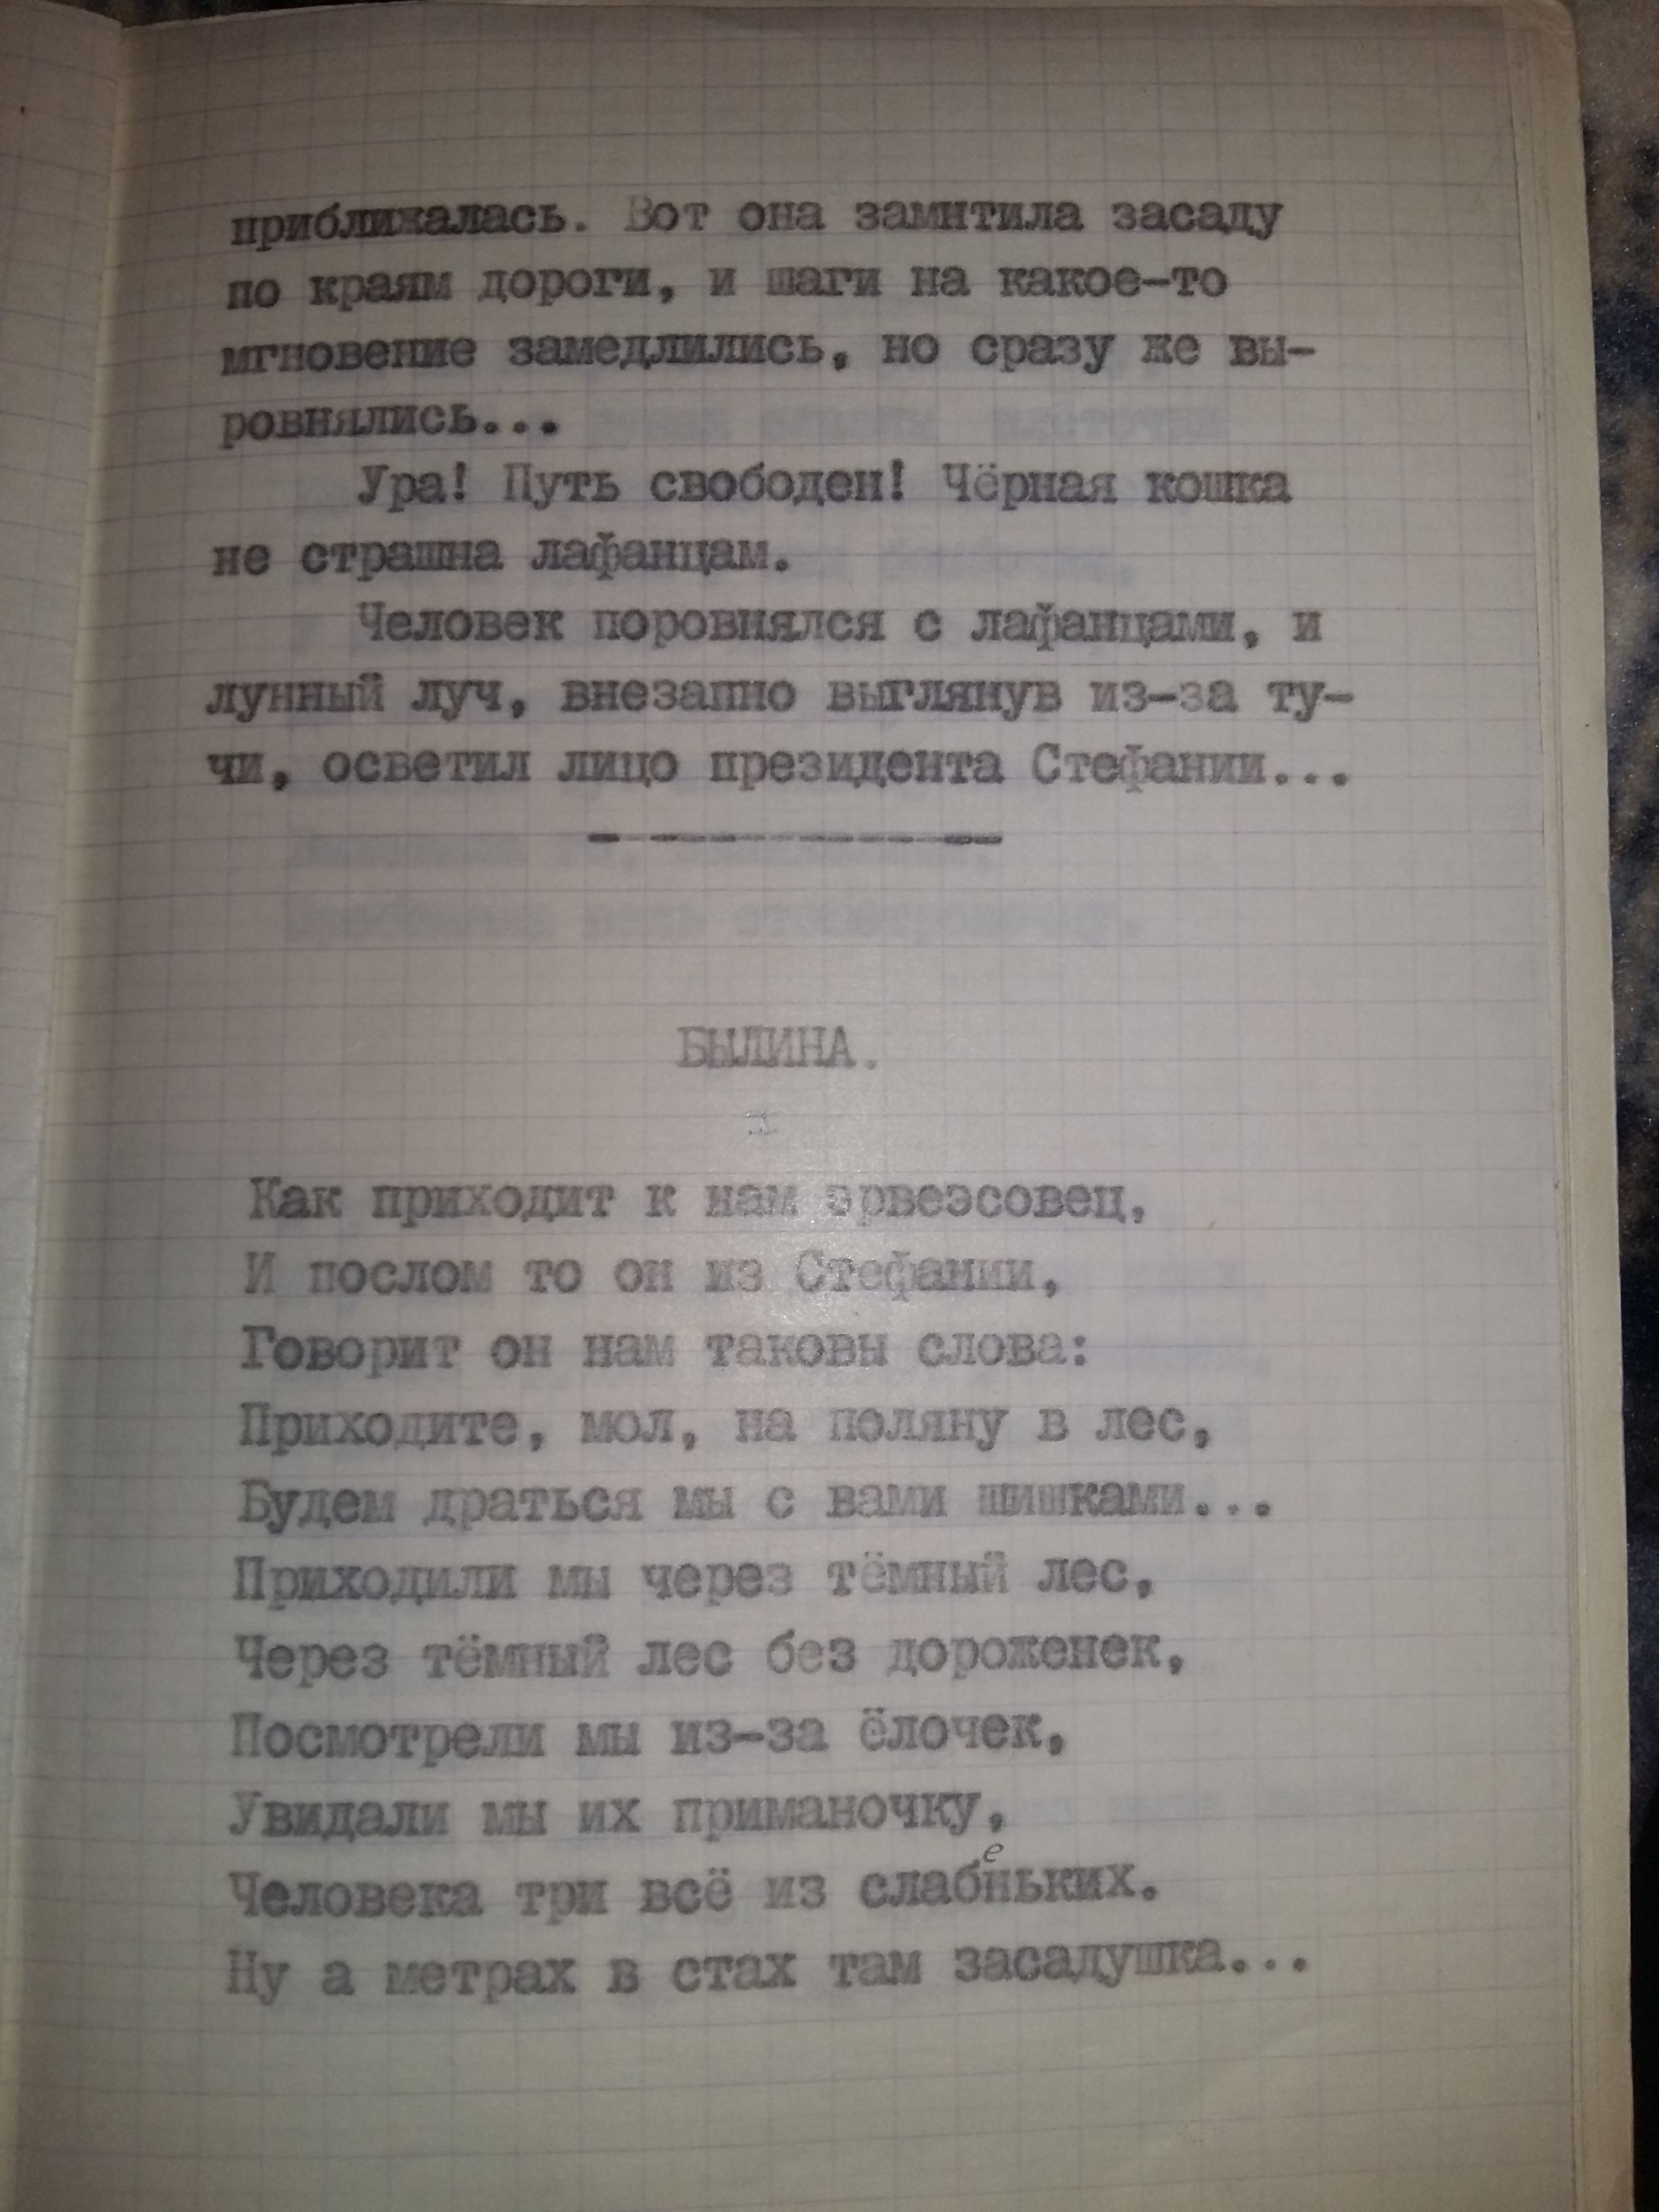 приближалась. Вот она замнтила засаду
по краям дороги, и шаги на какое-то
мгновение замедлились, но сразу же вы-
ровнялись...
Ура! Путь свободен! Чёрная кошка
не страшна лафанцам.
Человек поровнялся с лафанцами, и
лунный луч, внезапно выглянув из-за ту-
чи, осветил лицо президента Стефании...
БЫЛИНА.
I
Как приходит к нам эрвеэсовец,
И послом то он из Стефании,
Говорит он нам таковы слова:
Приходите, мол, на поляну в лес,
Будем драться мы с вами шишками...
Приходили мы через тёмный лес,
Через тёмный лес без дороженек,
Посмотрели мы из-за ёлочек,
Увидали мы их приманочку,
Человека три всё из слабеньких.
Ну а метрах в стах там засадушка...